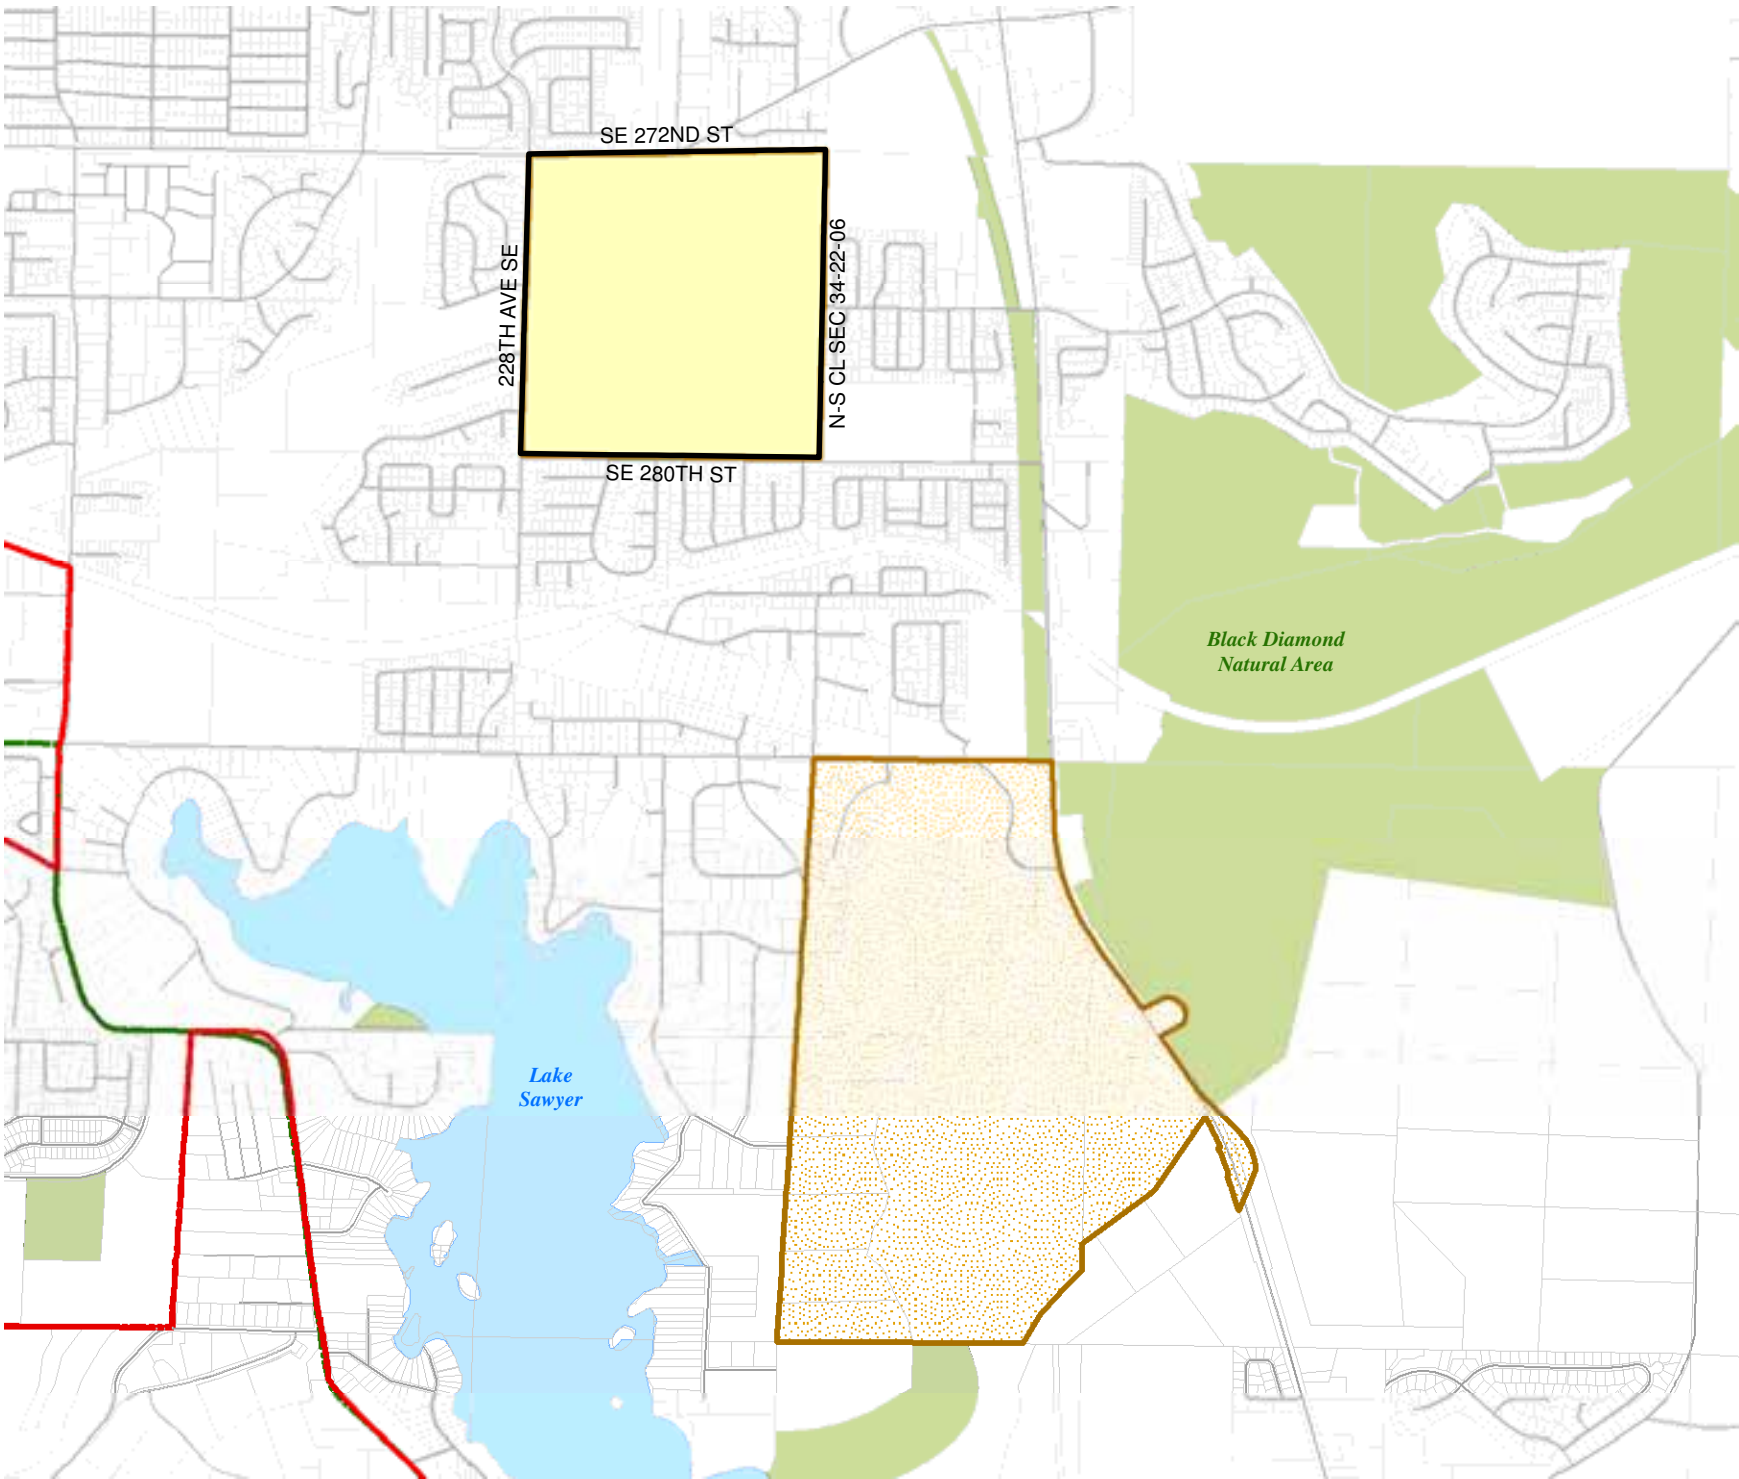 SE 272ND ST
228TH AVE SE
N-S CL SEC 34-22-06
SE 280TH ST
Black Diamond
Natural Area
Lake
Sawyer